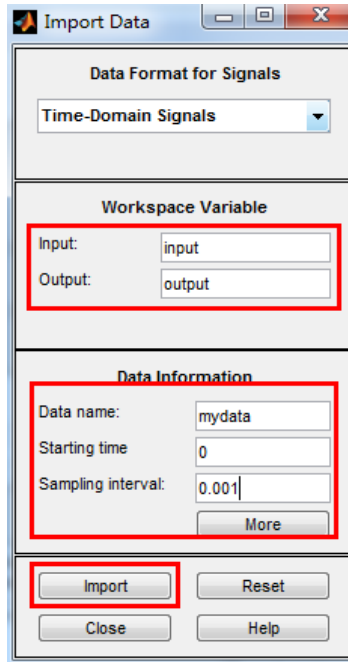 Import Data
Data Format for Signals
Time-Domain Signals
Workspace Variable
Input: input
Output: output
Data Information
Data name: mydata
Starting time 0
Sampling interval: 0.001
More
Import Reset
Close Help